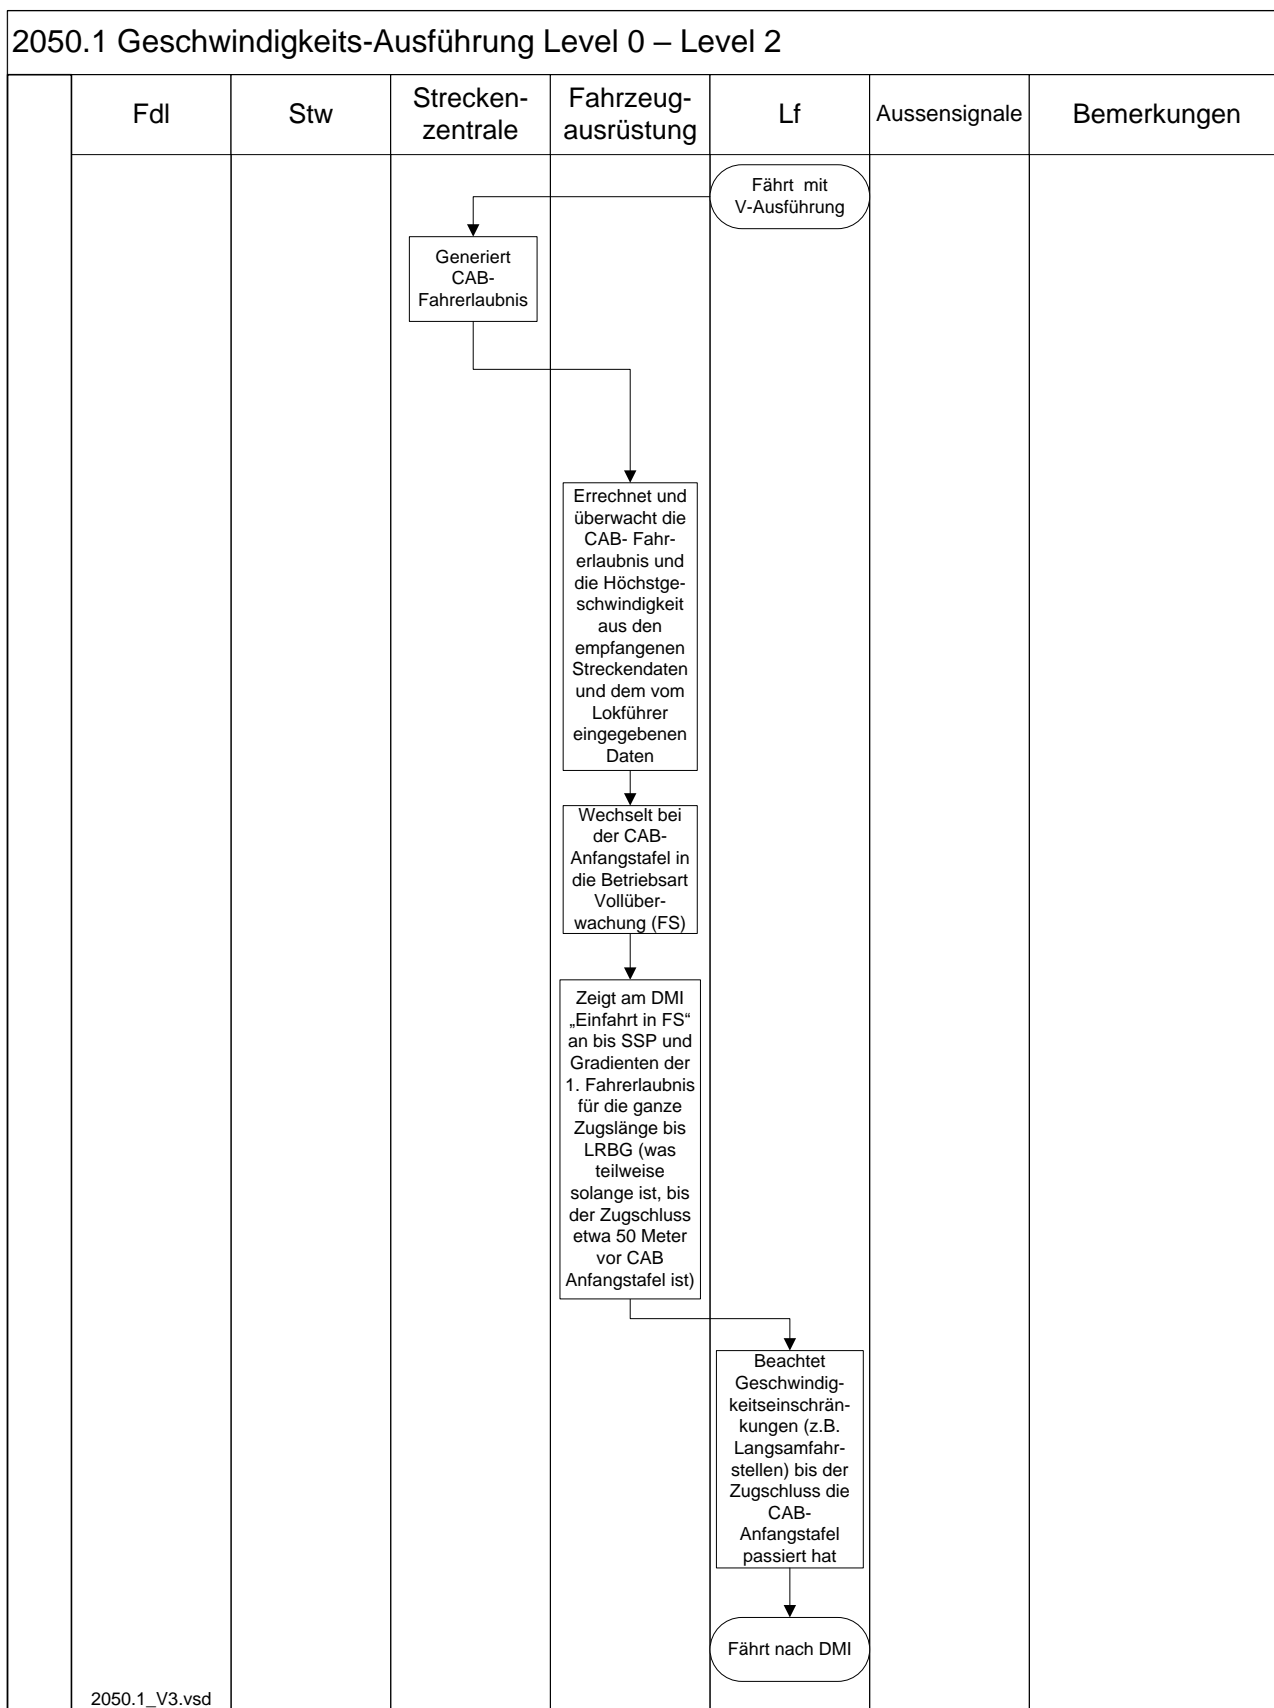 2050.1 Geschwindigkeits-Ausführung Level 0 – Level 2
Fdl
Stw
Strecken-
zentrale
Fahrzeug-
ausrüstung
Lf
Aussensignale
Bemerkungen
Fährt mit
V-Ausführung
Generiert
CAB-
Fahrerlaubnis
Errechnet und
überwacht die
CAB- Fahr-
erlaubnis und
die Höchstge-
schwindigkeit
aus den
empfangenen
Streckendaten
und dem vom
Lokführer
eingegebenen
Daten
Wechselt bei
der CAB-
Anfangstafel in
die Betriebsart
Vollüber-
wachung (FS)
Zeigt am DMI
„Einfahrt in FS“
an bis SSP und
Gradienten der
1. Fahrerlaubnis
für die ganze
Zugslänge bis
LRBG (was
teilweise
solange ist, bis
der Zugschluss
etwa 50 Meter
vor CAB
Anfangstafel ist)
Beachtet
Geschwindig-
keitseinschrän-
kungen (z.B.
Langsamfahr-
stellen) bis der
Zugschluss die
CAB-
Anfangstafel
passiert hat
Fährt nach DMI
2050.1_V3.vsd